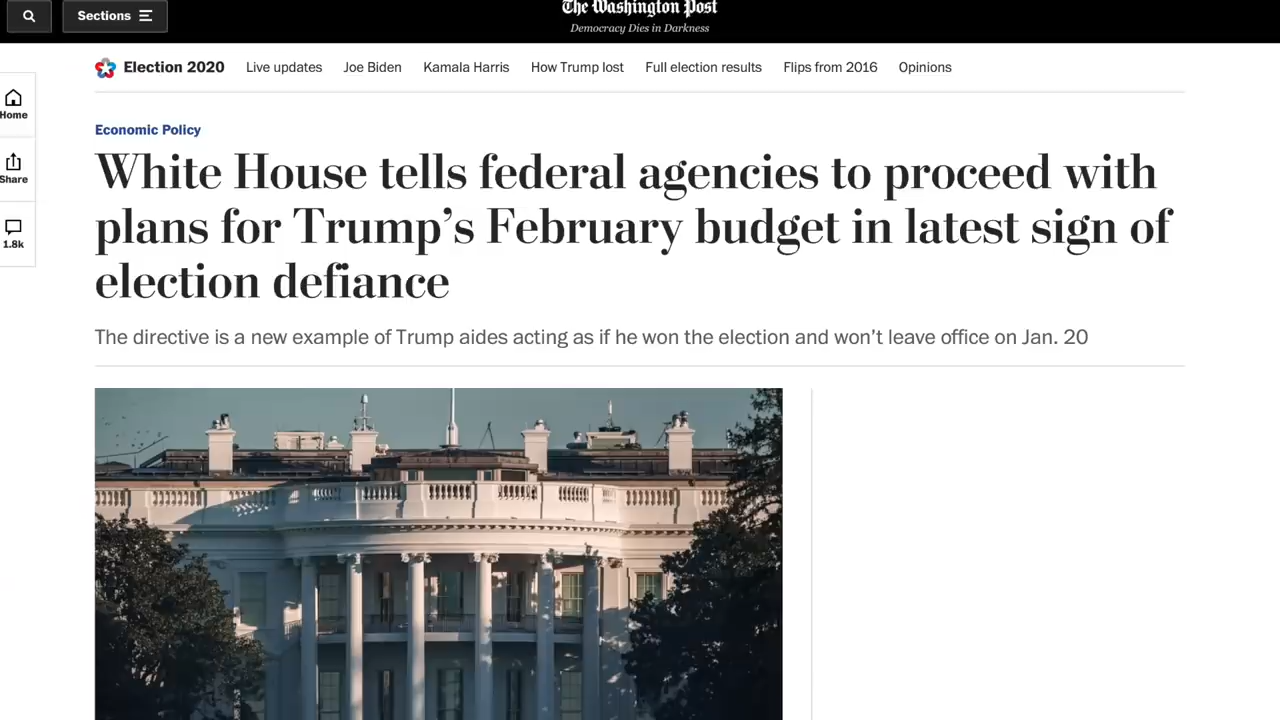 Sections
The Washington Post
Democracy Dies in Darkness
Election 2020 Live updates Joe Biden Kamala Harris How Trump lost Full election results Flips from 2016 Opinions
Home
Share
1.8k
Economic Policy
White House tells federal agencies to proceed with
plans for Trump’s February budget in latest sign of
election defiance
The directive is a new example of Trump aides acting as if he won the election and won’t leave office on Jan. 20